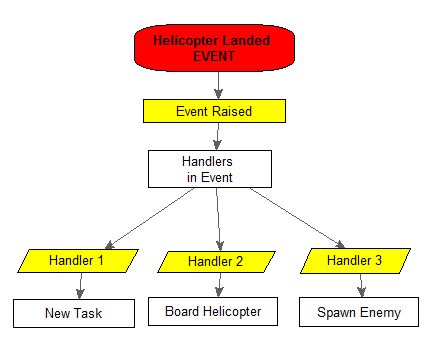 Helicopter Landed
EVENT
Event Raised
Handlers
in Event
Handler 1
Handler 2
Handler 3
New Task
Board Helicopter
Spawn Enemy